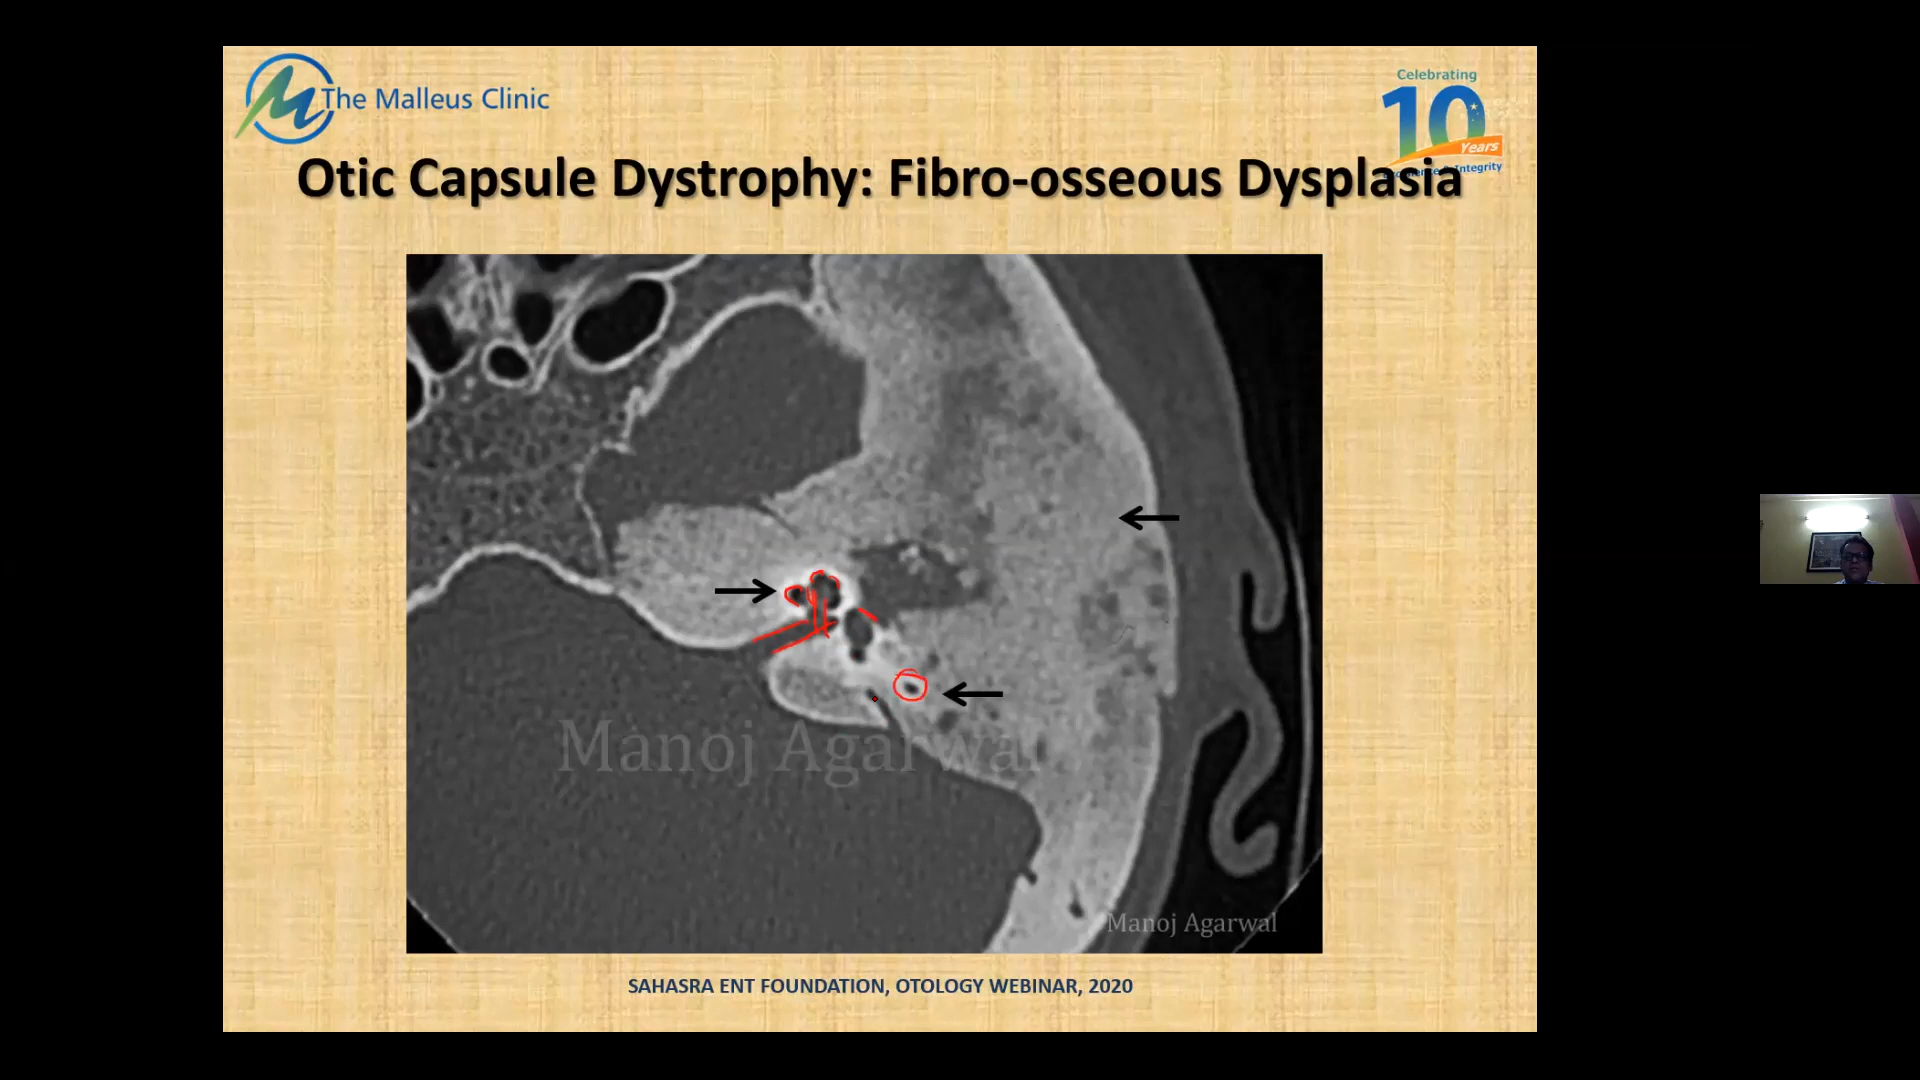 The Malleus Clinic
Celebrating
10
Years
Integrity
Otic Capsule Dystrophy: Fibro-osseous Dysplasia
Manoj Agarwal
Manoj Agarwal
SAHASRA ENT FOUNDATION, OTOLOGY WEBINAR, 2020